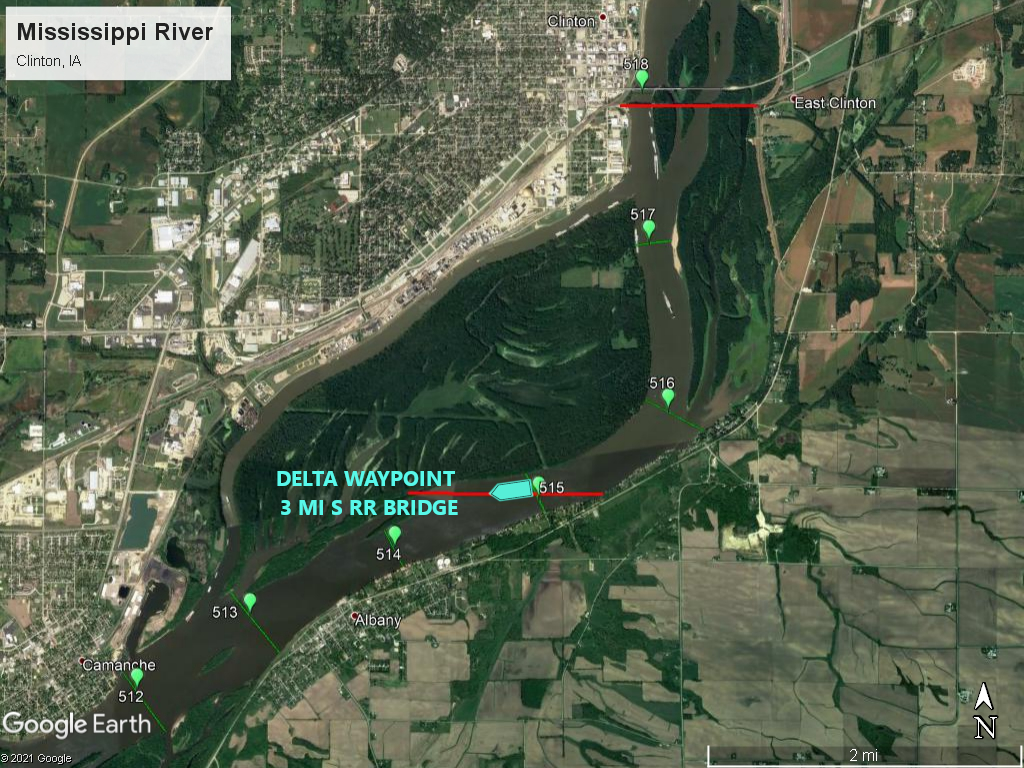 Mississippi River
Clinton, IA
Clinton
518
East Clinton
517
516
DELTA WAYPOINT
3 MI S RR BRIDGE
515
514
513
Albany
Camanche
512
Google Earth
© 2021 Google
N
2 mi